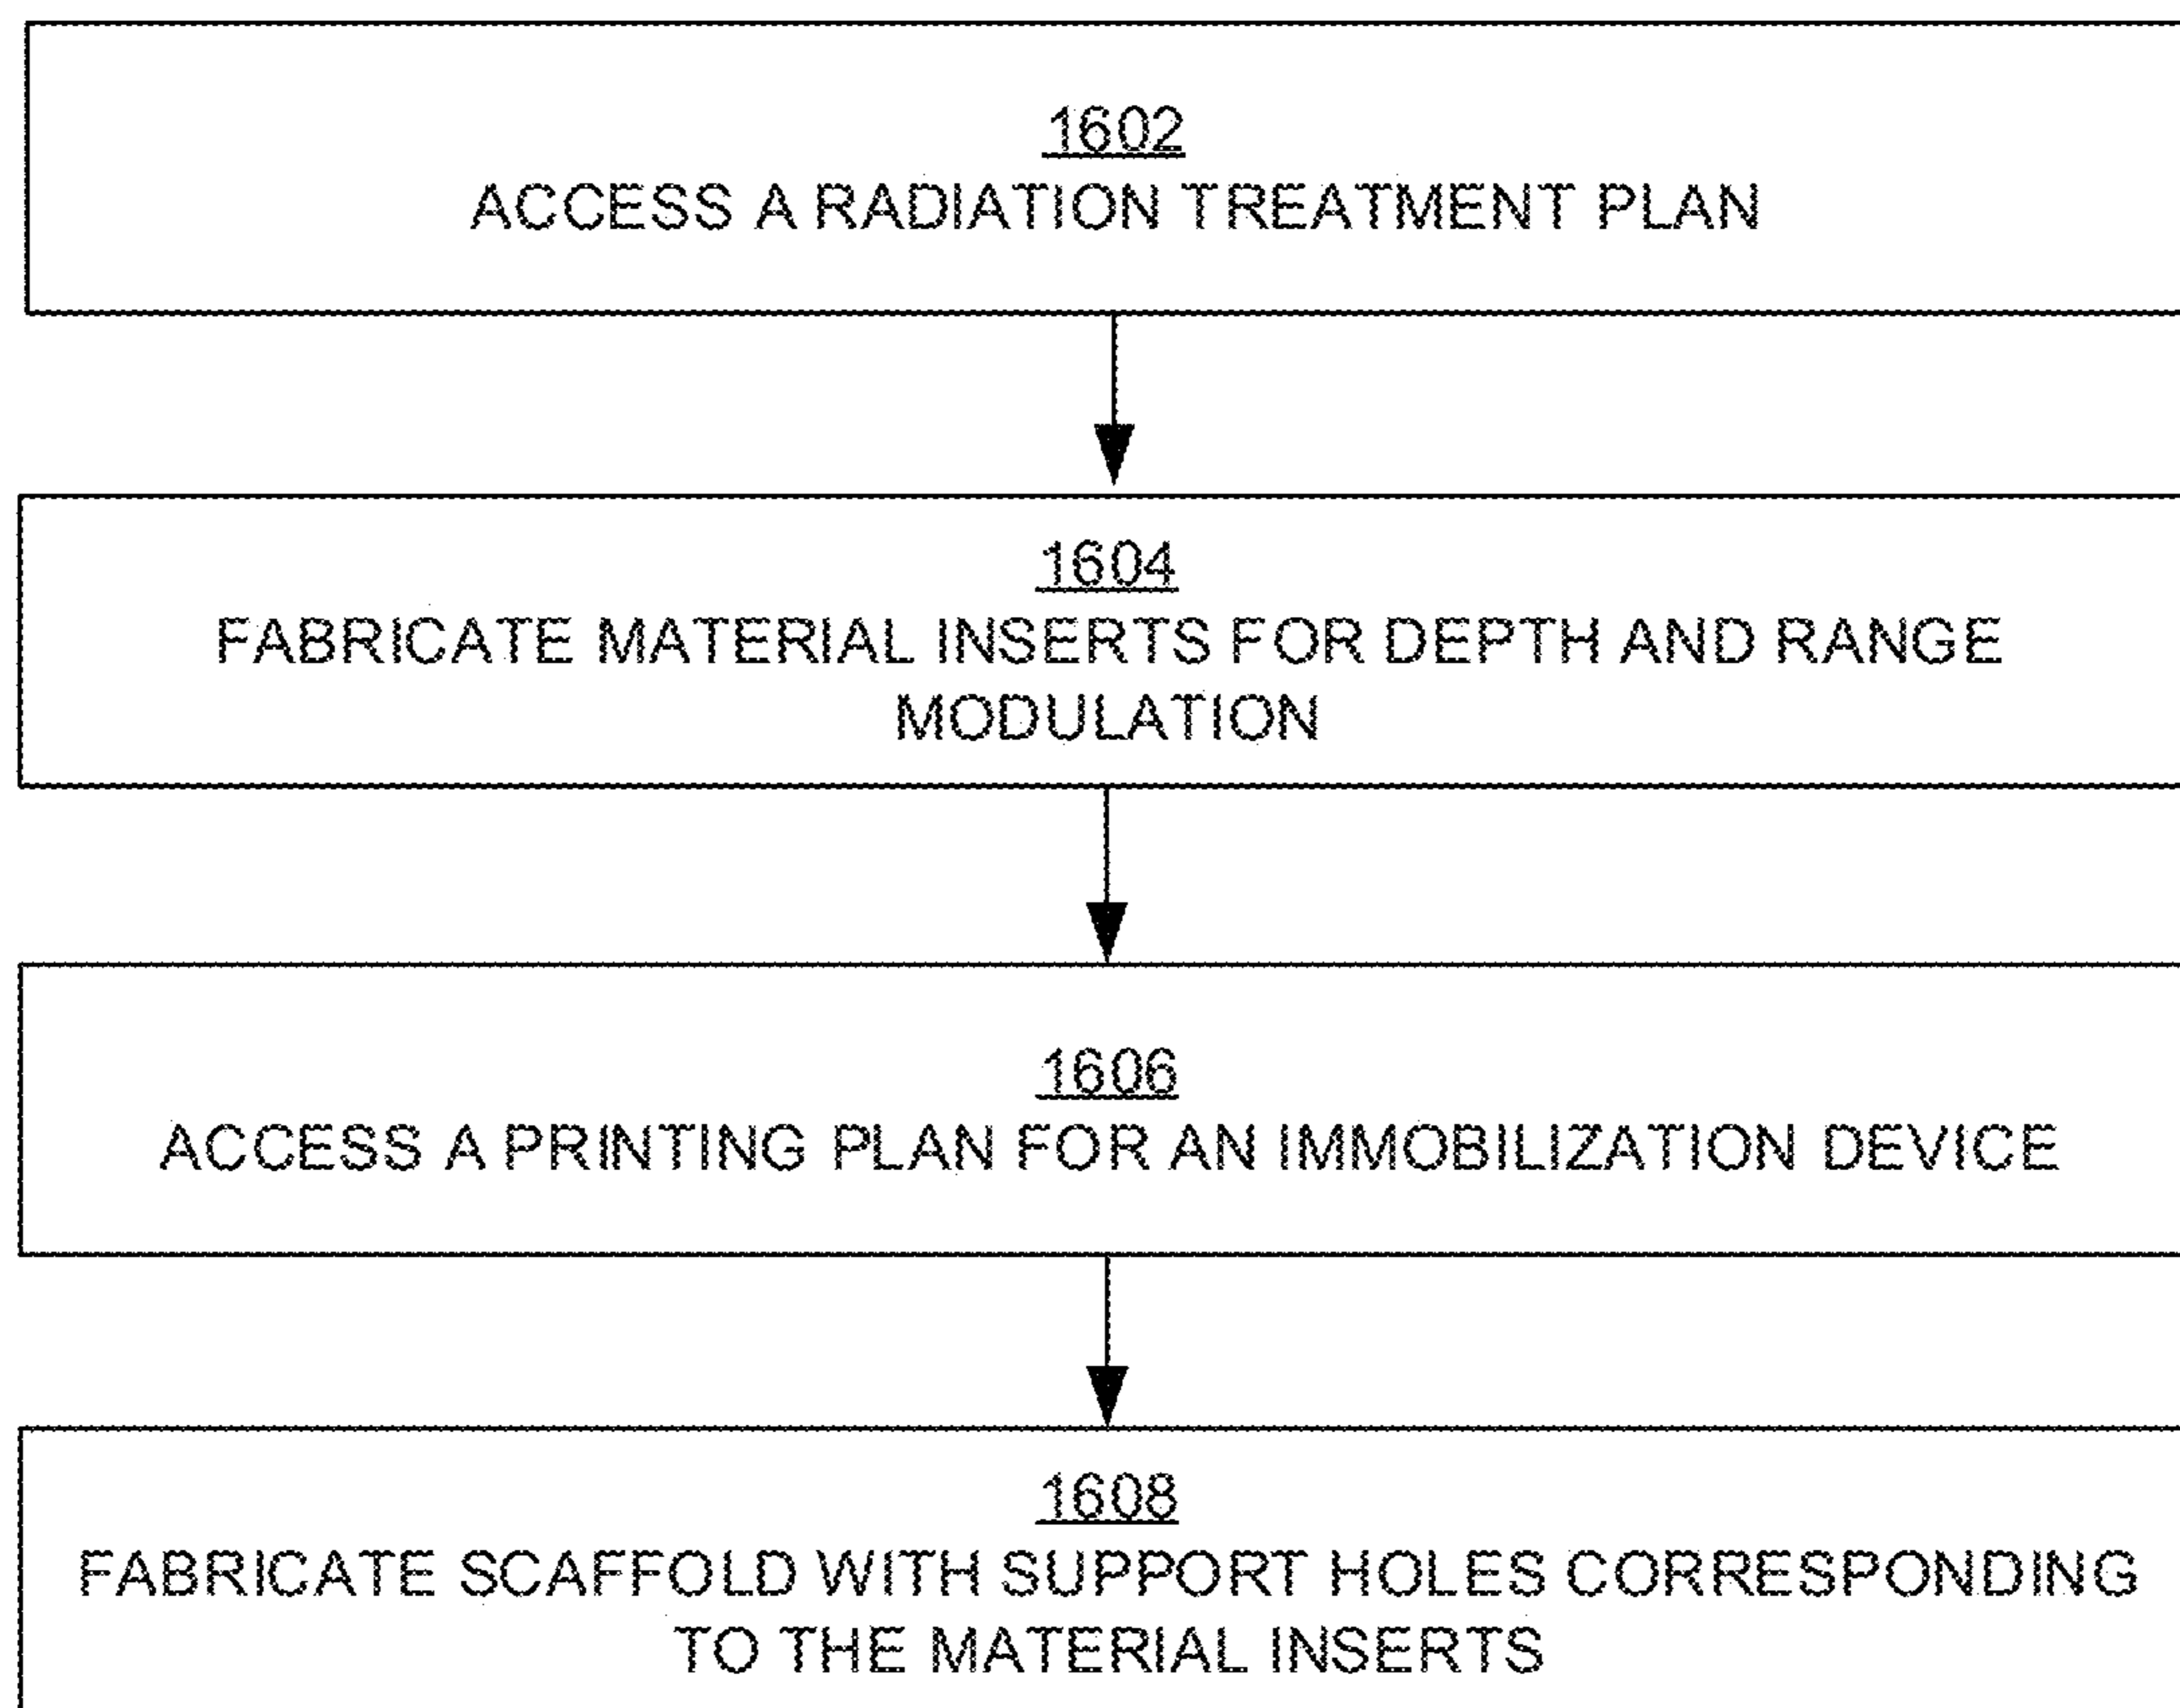 1602
ACCESS A RADIATION TREATMENT PLAN
1604
FABRICATE MATERIAL INSERTS FOR DEPTH AND RANGE
MODULATION
1606
ACCESS A PRINTING PLAN FOR AN IMMOBILIZATION DEVICE
1608
FABRICATE SCAFFOLD WITH SUPPORT HOLES CORRESPONDING
TO THE MATERIAL INSERTS